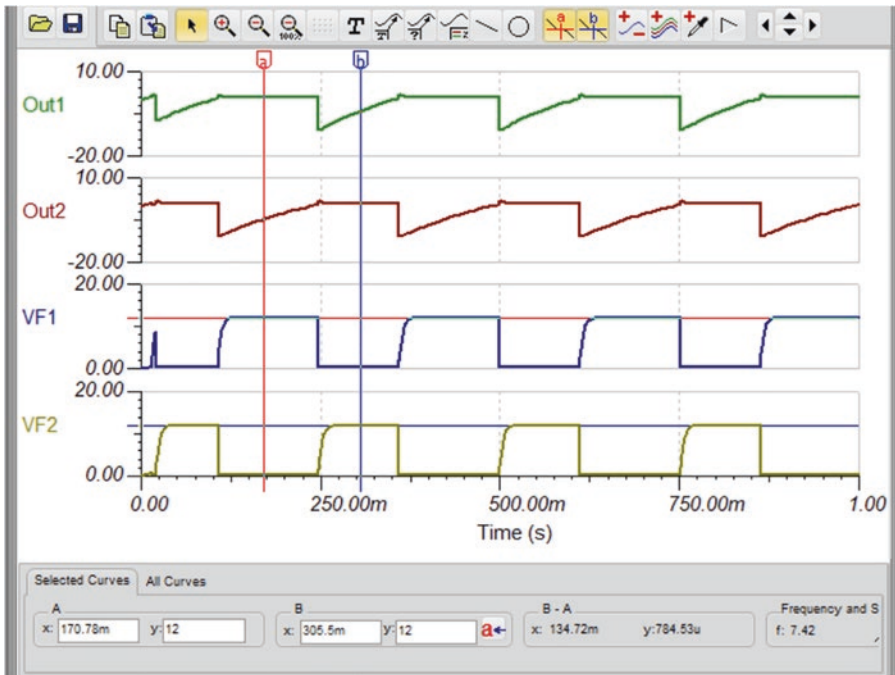 100%
T
a b
a b
10.00
Out1
-20.00
10.00
Out2
-20.00
20.00
VF1
0.00
20.00
VF2
0.00
0.00 250.00m 500.00m 750.00m 1.00
Time (s)
Selected Curves All Curves
A B B - A Frequency and S
x: 170.78m y: 12 x: 305.5m y: 12 a x: 134.72m y:784.53u f: 7.42